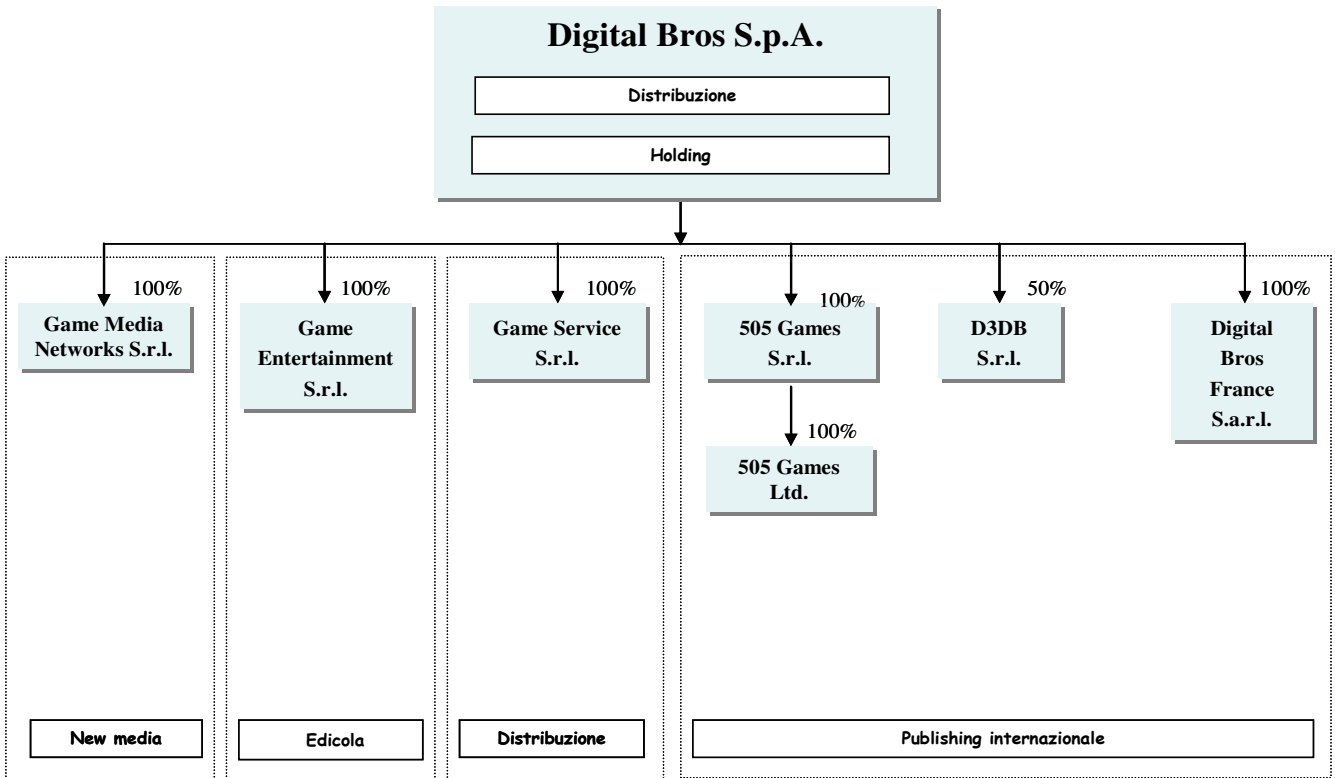 Digital Bros S.p.A.
Distribuzione
Holding
100%
Game Media
Networks S.r.l.
100%
Game
Entertainment
S.r.l.
100%
Game Service
S.r.l.
100%
505 Games
S.r.l.
100%
505 Games
Ltd.
50%
D3DB
S.r.l.
100%
Digital
Bros
France
S.a.r.l.
New media
Edicola
Distribuzione
Publishing internazionale